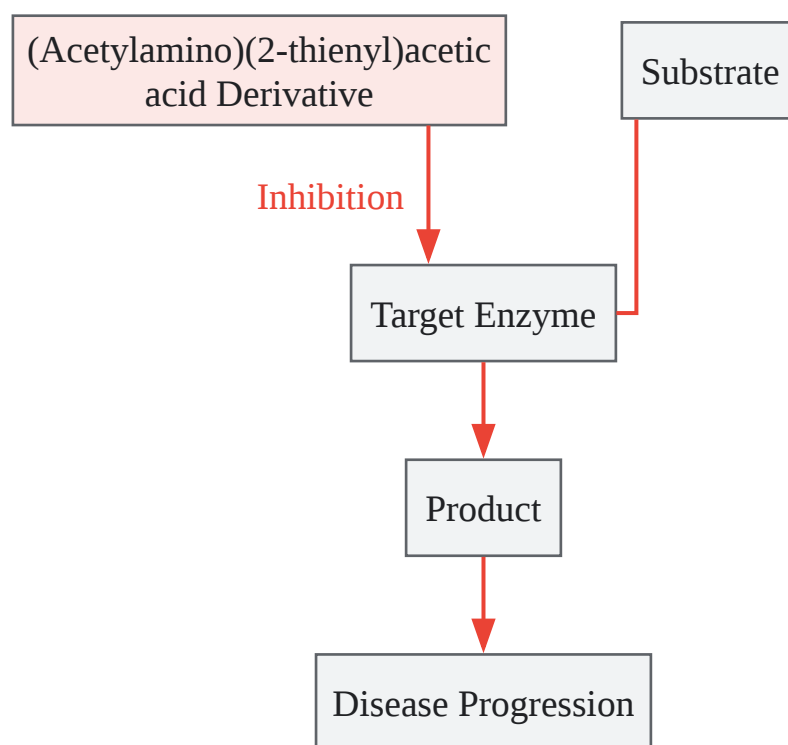 (Acetylamino)(2-thienyl)acetic
acid Derivative
Substrate
Inhibition
Target Enzyme
Product
Disease Progression